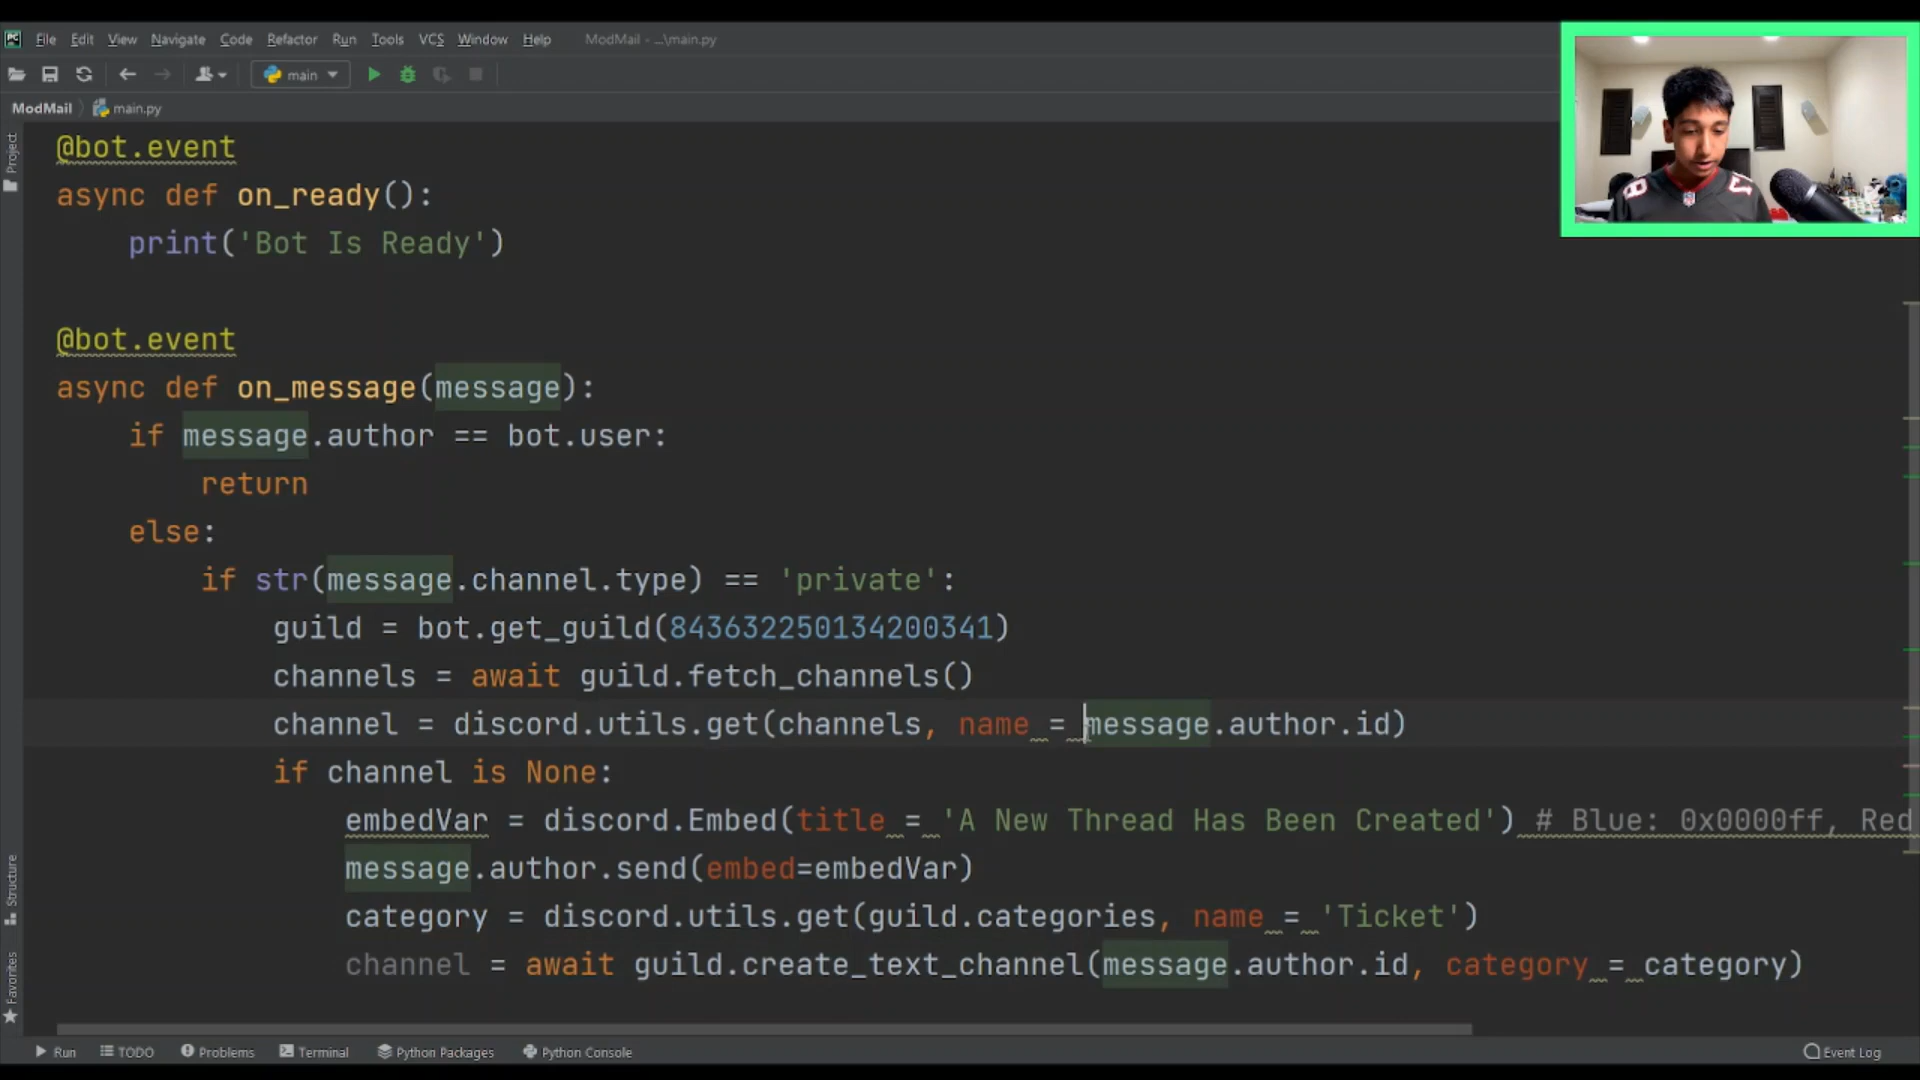 File Edit View Navigate Code Refactor Run Tools VCS Window Help ModMail - ...\main.py
main
ModMail main.py
Project
@bot.event
async def on_ready():
print('Bot Is Ready')
@bot.event
async def on_message(message):
if message.author == bot.user:
return
else:
if str(message.channel.type) == 'private':
guild = bot.get_guild(843632250134200341)
channels = await guild.fetch_channels()
channel = discord.utils.get(channels, name = message.author.id)
if channel is None:
embedVar = discord.Embed(title = 'A New Thread Has Been Created') # Blue: 0x0000ff, Red
message.author.send(embed=embedVar)
category = discord.utils.get(guild.categories, name = 'Ticket')
channel = await guild.create_text_channel(message.author.id, category = category)
Structure
Favorites
Run TODO Problems Terminal Python Packages Python Console Event Log